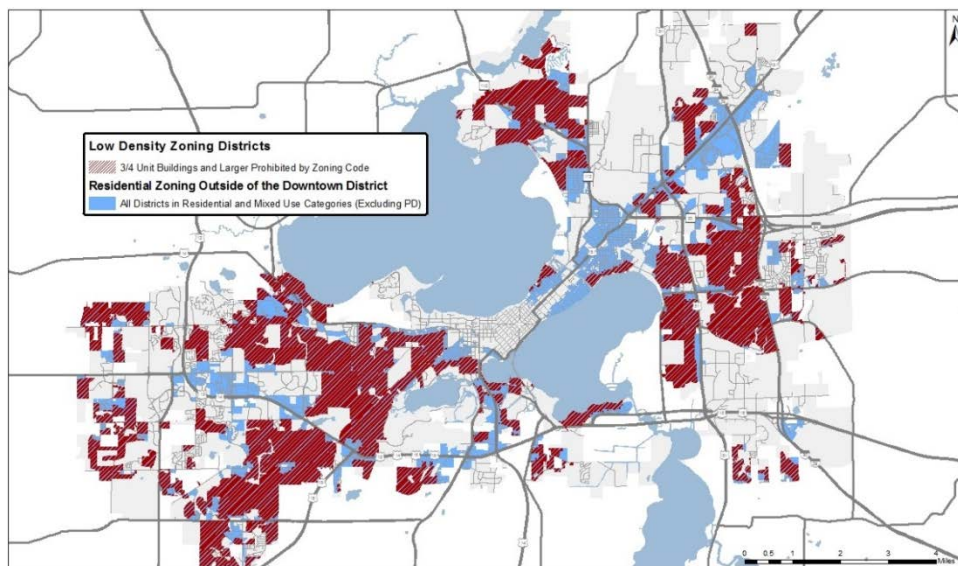 N
Low Density Zoning Districts
3/4 Unit Buildings and Larger Prohibited by Zoning Code
Residential Zoning Outside of the Downtown District
All Districts in Residential and Mixed Use Categories (Excluding PD)
0 0.5 1 2 3 4
Miles